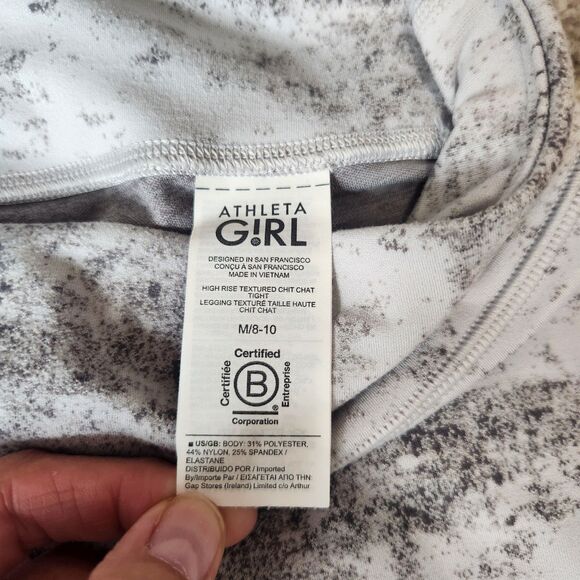 ATHLETA
G!RL
DESIGNED IN SAN FRANCISCO
CONÇU À SAN FRANCISCO
MADE IN VIETNAM
HIGH RISE TEXTURED CHIT CHAT
TIGHT
LEGGING TEXTURÉ TAILLE HAUTE
CHIT CHAT
M/8-10
Certified
Certifiée
B
®
Entreprise
Corporation
■ US/GB: BODY: 31% POLYESTER,
44% NYLON, 25% SPANDEX /
ELASTANE
DISTRIBUIDO POR / Imported
By/Importe Par / ΕΙΣΑΓΕΤΑΙ ΑΠΟ ΤΗΝ:
Gap Stores (Ireland) Limited c/o Arthur